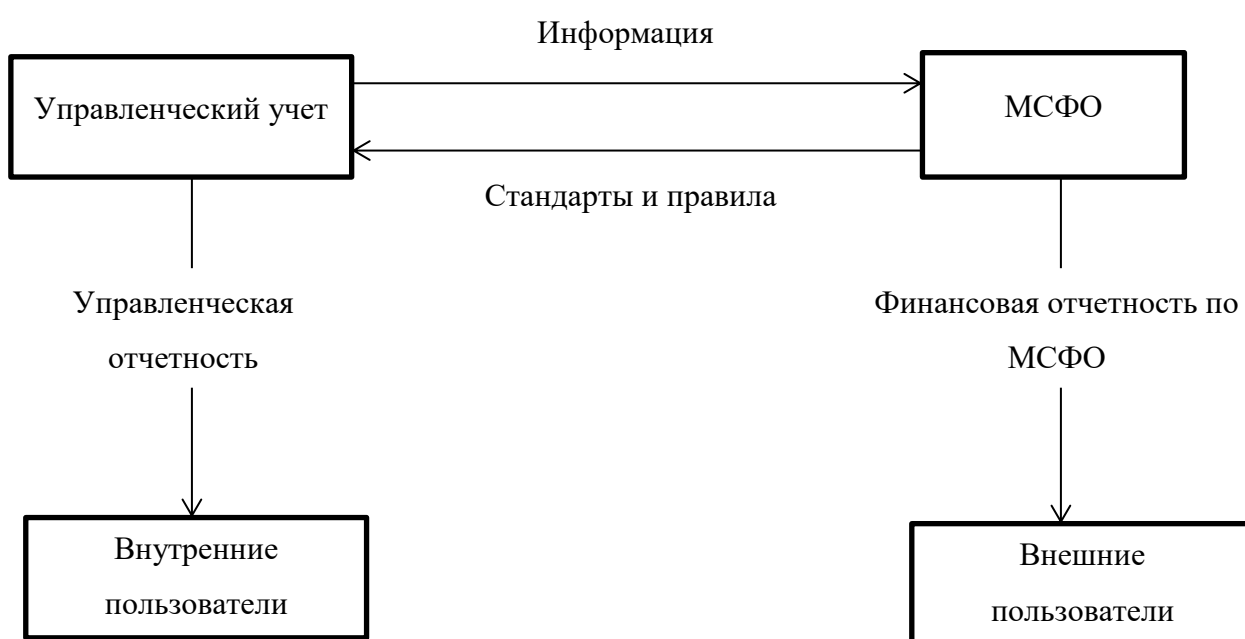 Информация
Управленческий учет
МСФО
Стандарты и правила
Управленческая
отчетность
Финансовая отчетность по
МСФО
Внутренние
пользователи
Внешние
пользователи